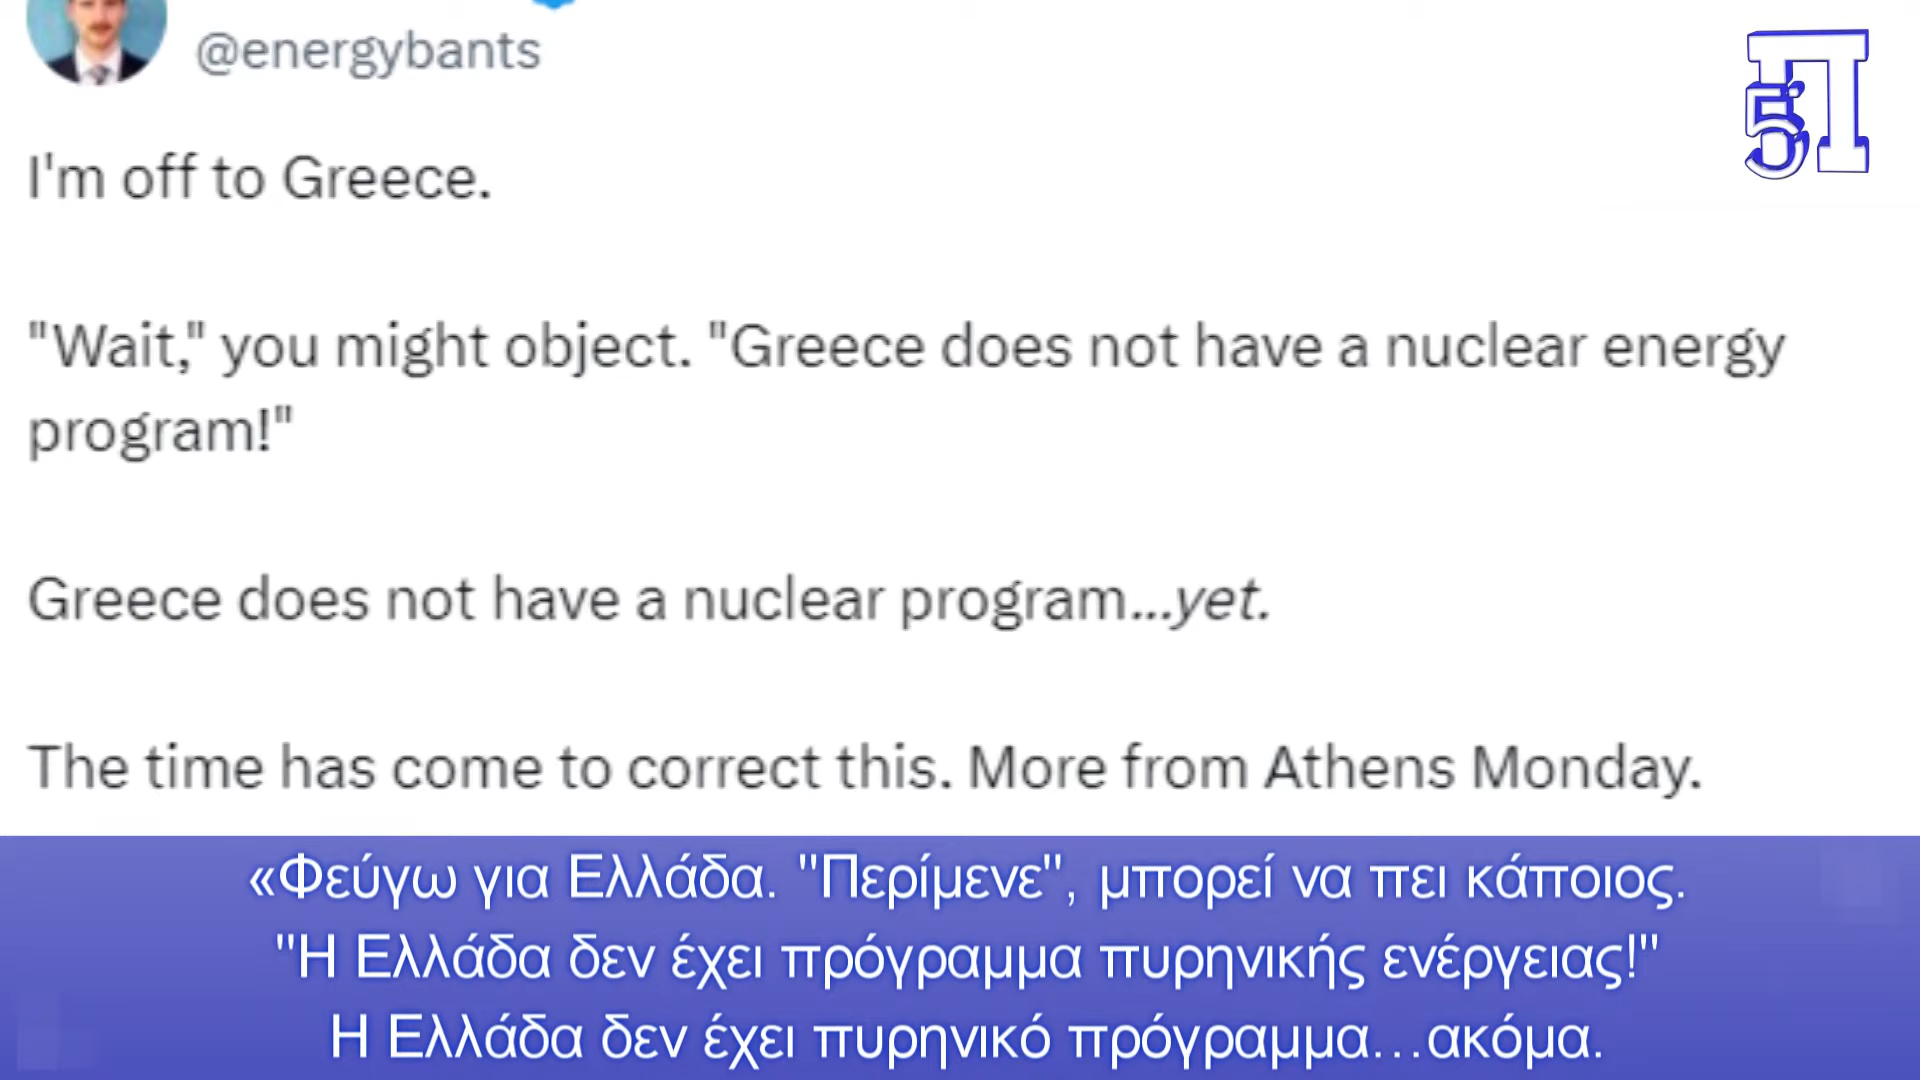 @energybants
5'Π
I'm off to Greece.
"Wait," you might object. "Greece does not have a nuclear energy
program!"
Greece does not have a nuclear program...yet.
The time has come to correct this. More from Athens Monday.
«Φεύγω για Ελλάδα. "Περίμενε", μπορεί να πει κάποιος.
"Η Ελλάδα δεν έχει πρόγραμμα πυρηνικής ενέργειας!"
Η Ελλάδα δεν έχει πυρηνικό πρόγραμμα…ακόμα.